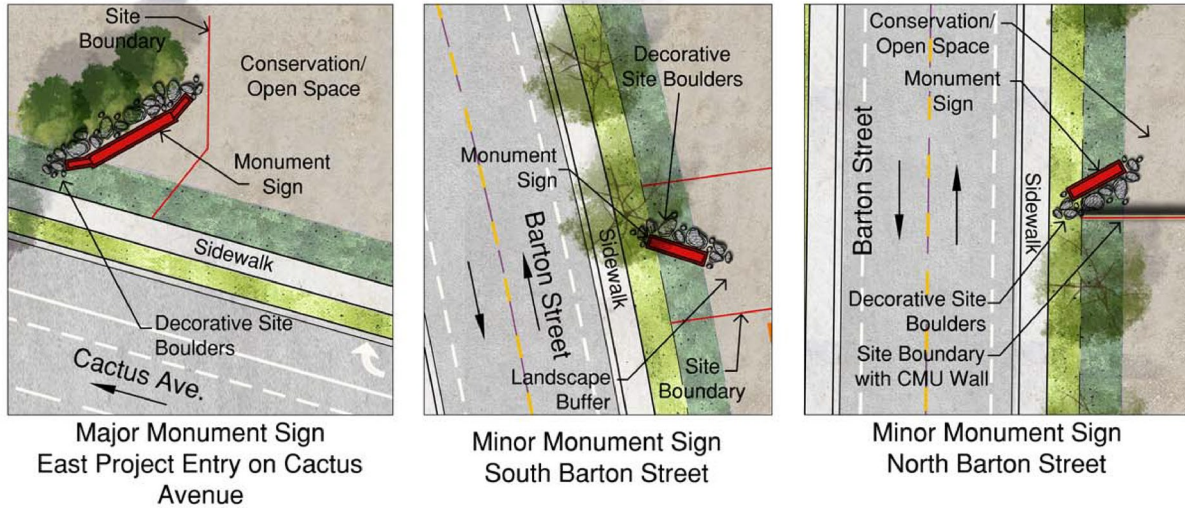 Site
Boundary
Conservation/
Open Space
Monument
Sign
Sidewalk
Decorative Site
Boulders
Cactus Ave.
Major Monument Sign
East Project Entry on Cactus
Avenue
Decorative
Site Boulders
Monument
Sign
Barton Street
Sidewalk
Landscape
Buffer
Site
Boundary
Minor Monument Sign
South Barton Street
Conservation/
Open Space
Monument
Sign
Barton Street
Sidewalk
Decorative Site
Boulders
Site Boundary
with CMU Wall
Minor Monument Sign
North Barton Street